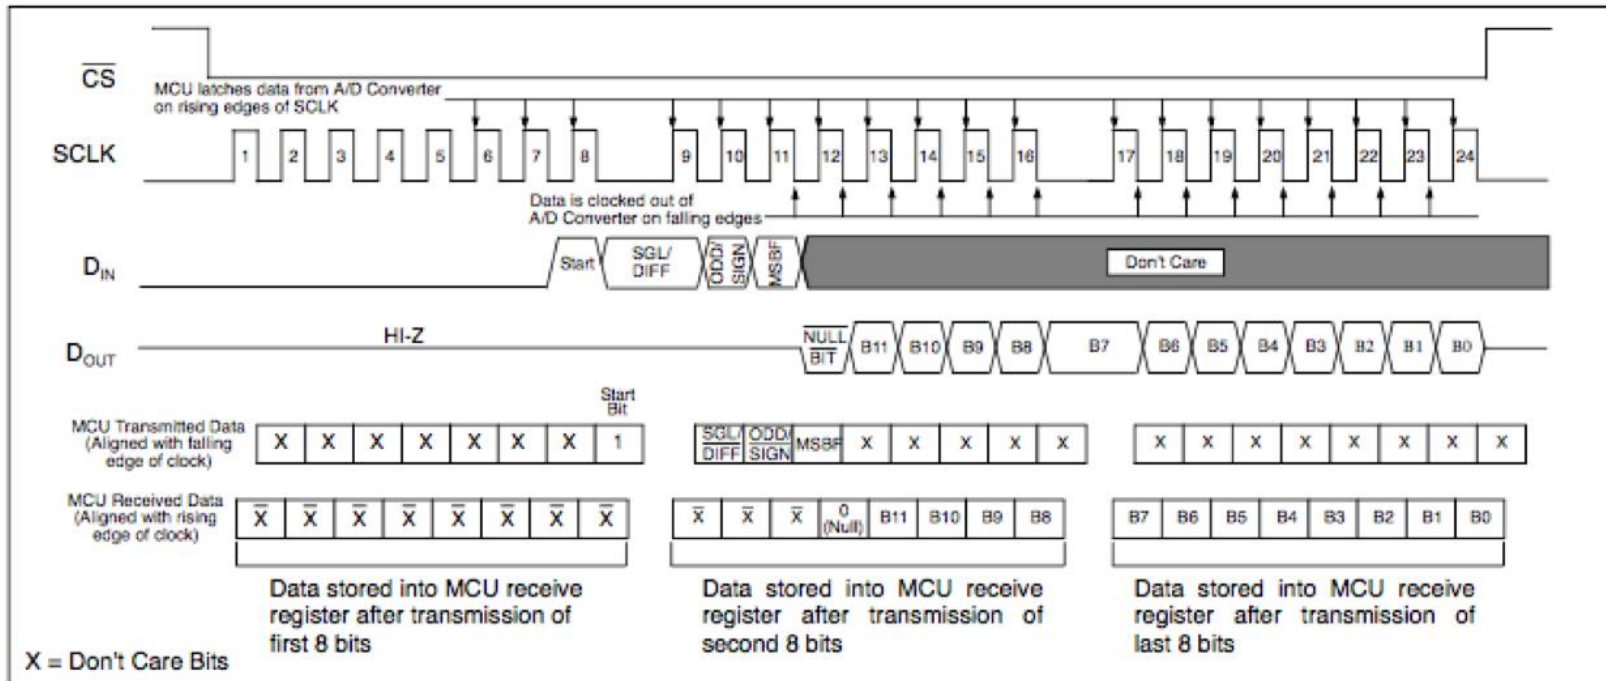 CS
MCU latches data from A/D Converter
on rising edges of SCLK
SCLK
1 2 3 4 5 6 7 8 9 10 11 12 13 14 15 16 17 18 19 20 21 22 23 24
Data is clocked out of
A/D Converter on falling edges
DIN
Start
SGL/
DIFF
ODD/
SIGN
MSBF
Don't Care
HI-Z
DOUT
NULL
BIT
B11 B10 B9 B8 B7 B6 B5 B4 B3 B2 B1 B0
Start
Bit
MCU Transmitted Data
(Aligned with falling
edge of clock)
X X X X X X X 1
SGL/
DIFF
ODD/
SIGN
MSBF X X X X X
X X X X X X X X
MCU Received Data
(Aligned with rising
edge of clock)
X X X X X X X X
X X X 0
(Null)
B11 B10 B9 B8
B7 B6 B5 B4 B3 B2 B1 B0
Data stored into MCU receive
register after transmission of
first 8 bits
Data stored into MCU receive
register after transmission of
second 8 bits
Data stored into MCU receive
register after transmission of
last 8 bits
X = Don't Care Bits